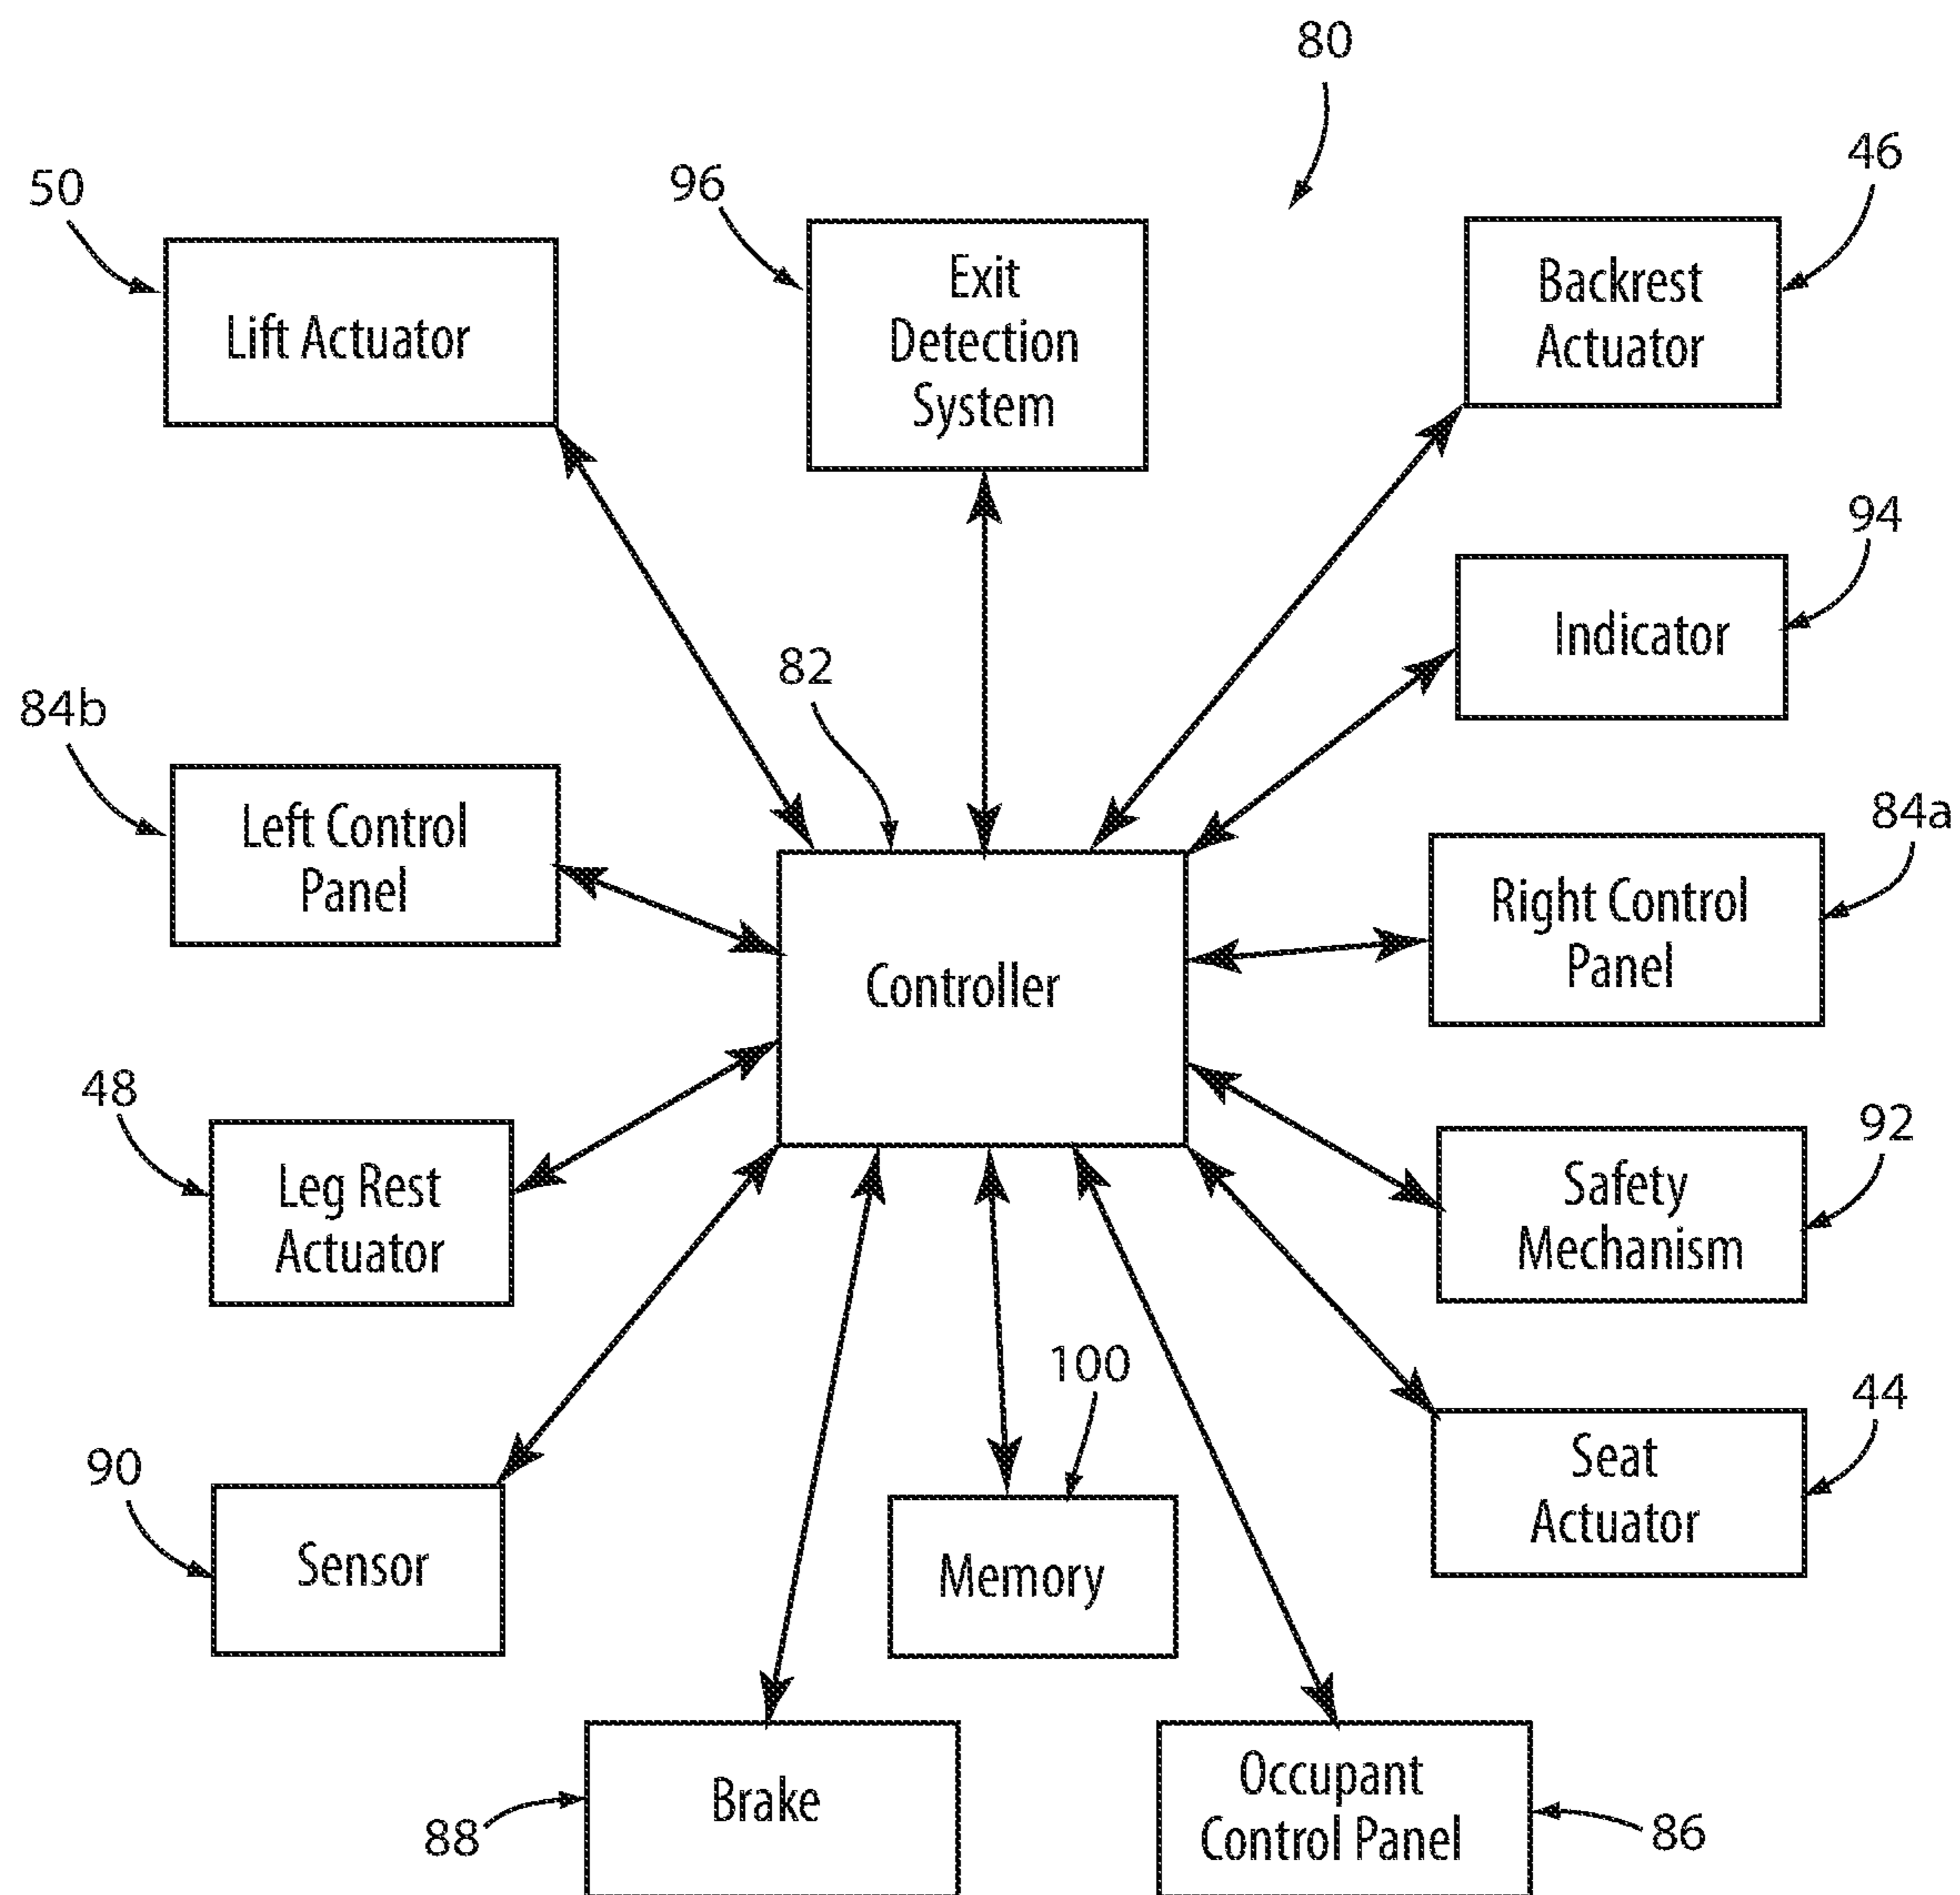 80
50
96
46
Lift Actuator
Exit
Detection
System
Backrest
Actuator
94
Indicator
82
84b
Left Control
Panel
84a
Right Control
Panel
Controller
48
Leg Rest
Actuator
92
Safety
Mechanism
100
44
Seat
Actuator
90
Sensor
Memory
Brake
88
Occupant
Control Panel
86